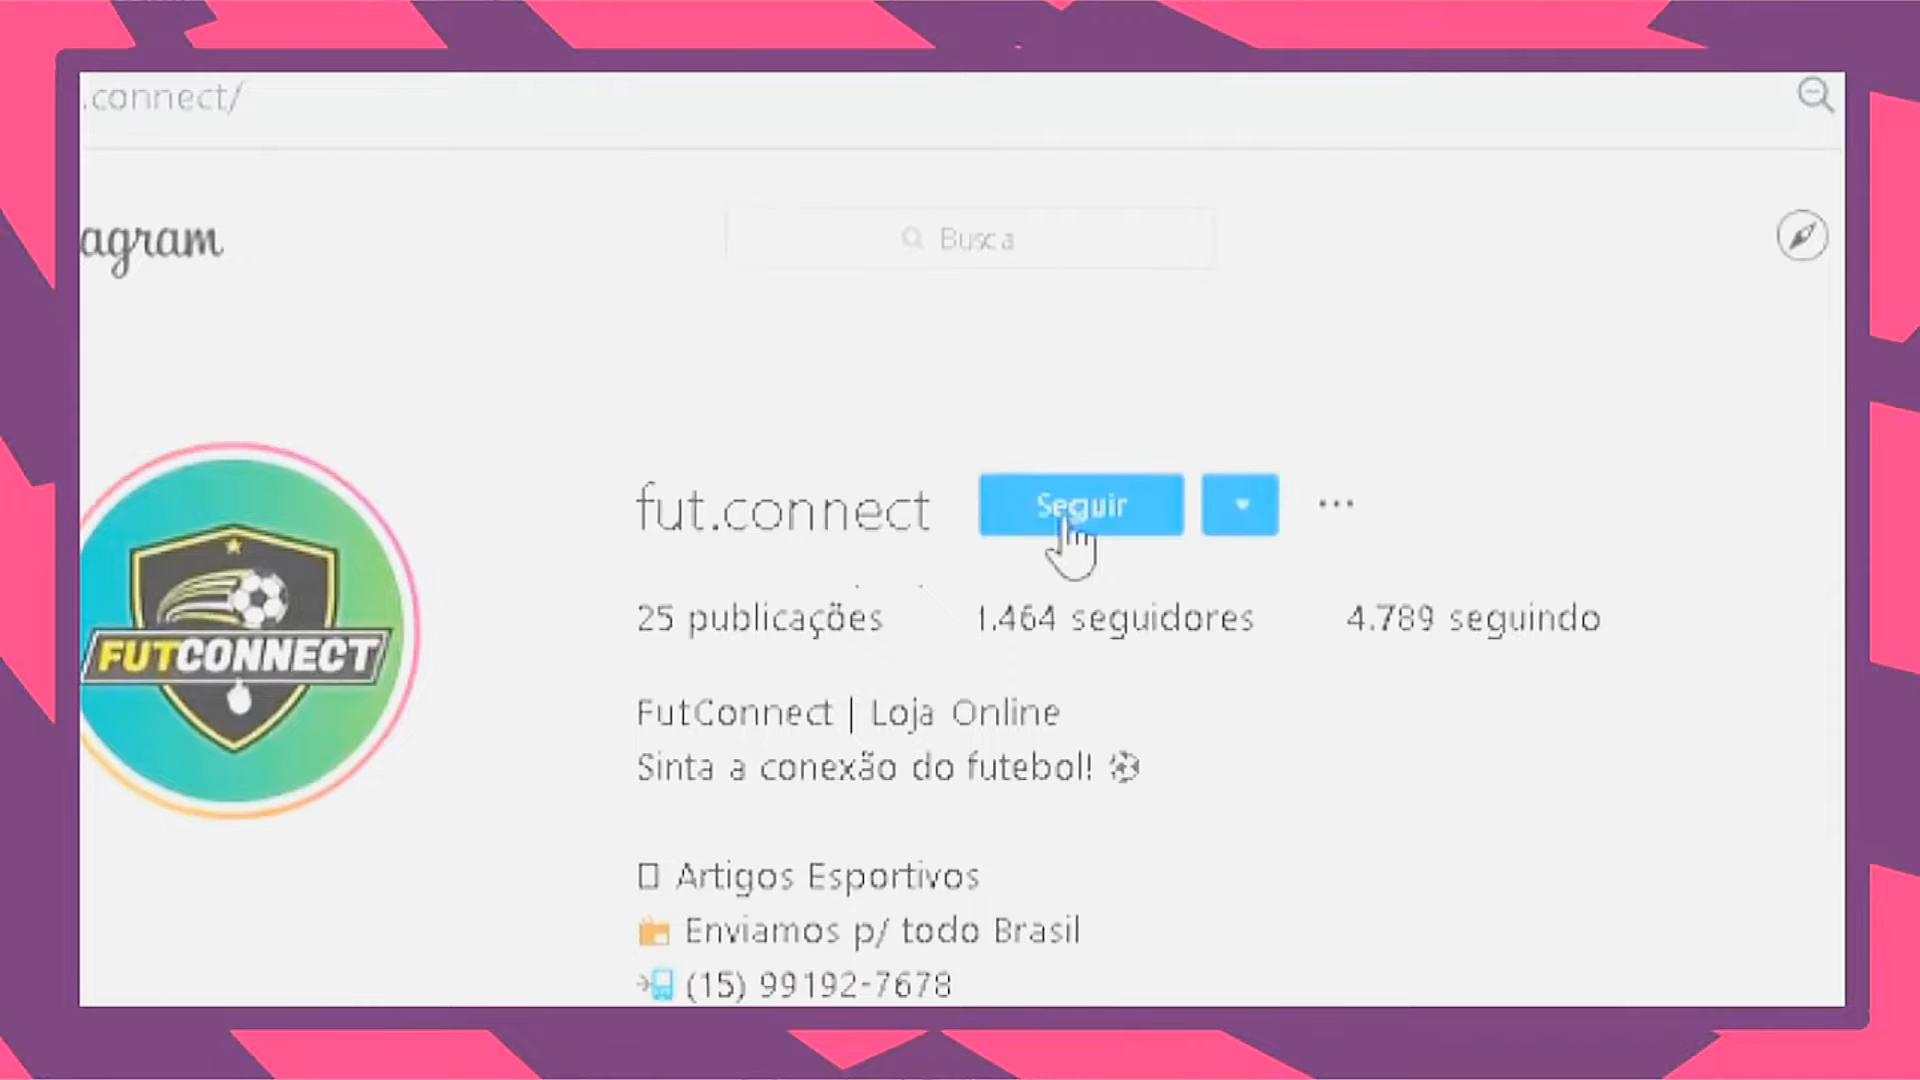 .connect/
agram
Busca
fut.connect Seguir
25 publicações 1.464 seguidores 4.789 seguindo
FUTCONNECT
FutConnect | Loja Online
Sinta a conexão do futebol! ⚽
Artigos Esportivos
Enviamos p/ todo Brasil
📲 (15) 99192-7678